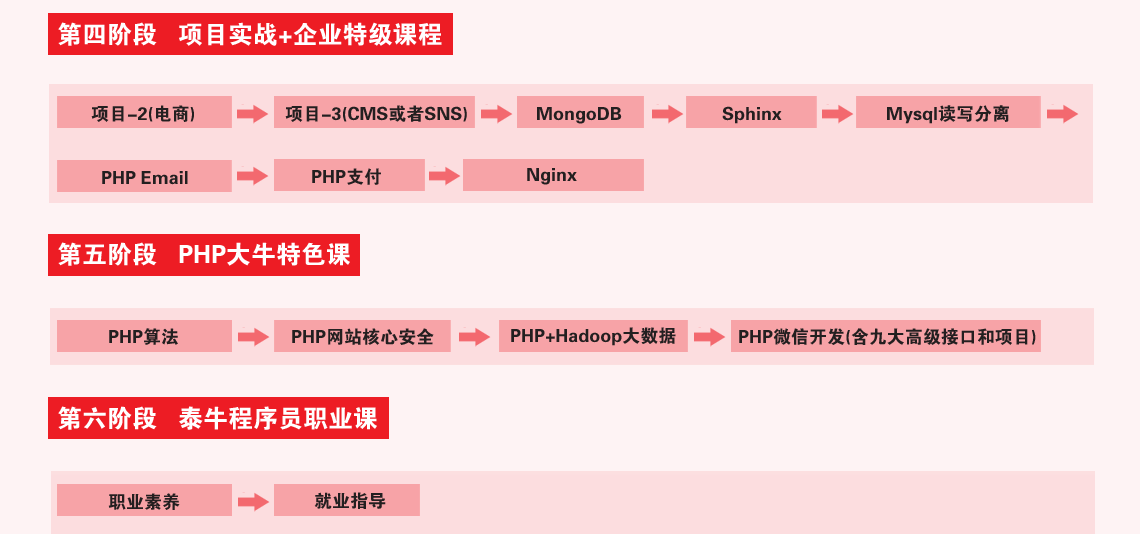 第四阶段 项目实战+企业特级课程
项目-2(电商) 项目-3(CMS或者SNS) MongoDB Sphinx Mysql读写分离
PHP Email PHP支付 Nginx
第五阶段 PHP大牛特色课
PHP算法 PHP网站核心安全 PHP+Hadoop大数据 PHP微信开发(含九大高级接口和项目)
第六阶段 泰牛程序员职业课
职业素养 就业指导